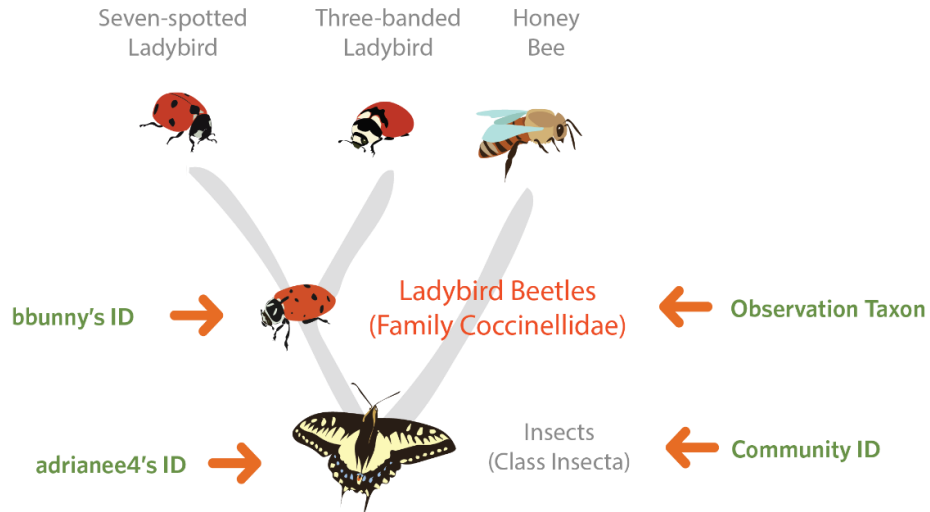 Seven-spotted
Ladybird
Three-banded
Ladybird
Honey
Bee
bbunny's ID
Ladybird Beetles
(Family Coccinellidae)
Observation Taxon
adrianee4's ID
Insects
(Class Insecta)
Community ID